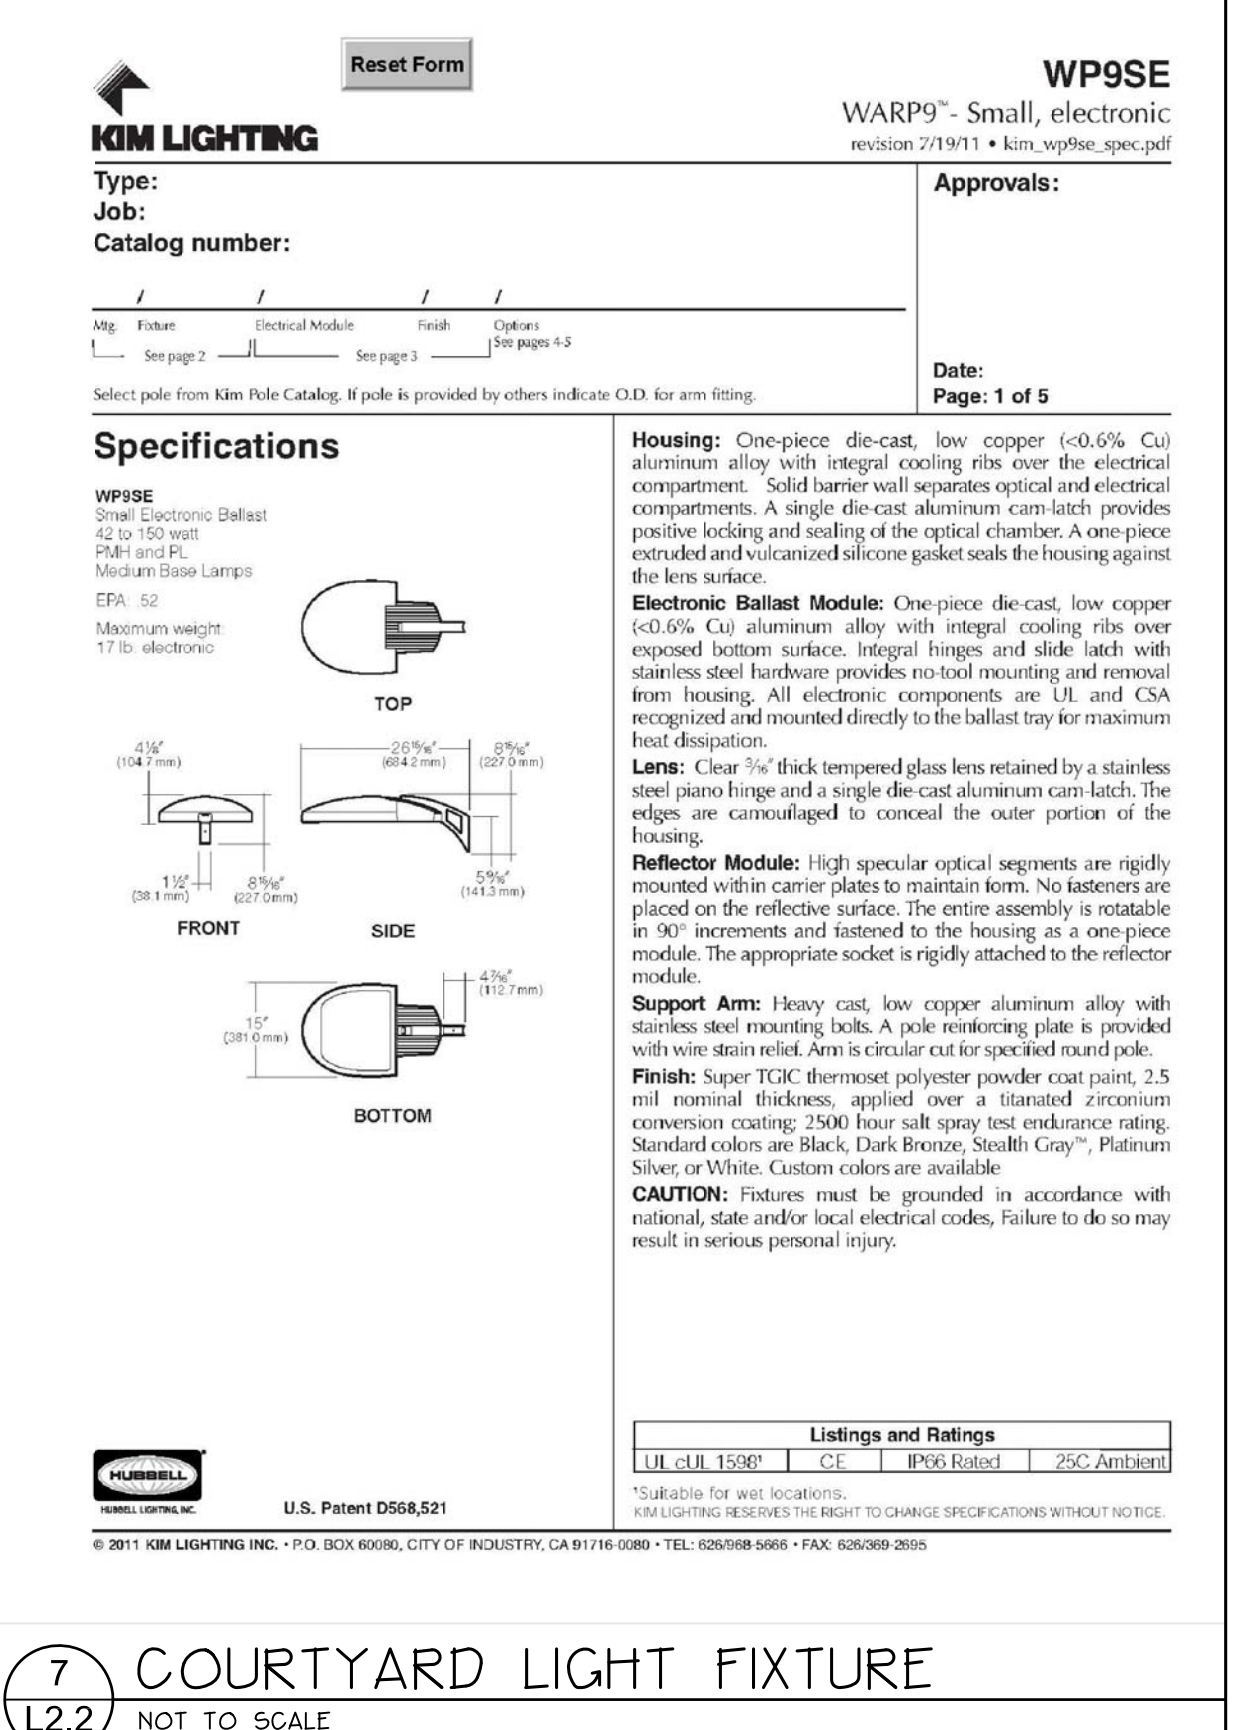 Reset Form
KIM LIGHTING
WP9SE
WARP9™- Small, electronic
revision 7/19/11 • kim_wp9se_spec.pdf
Type:
Job:
Catalog number:
/ / / /
Mtg. Fixture Electrical Module Finish Options
See page 2 See page 3 See pages 4-5
Select pole from Kim Pole Catalog. If pole is provided by others indicate O.D. for arm fitting.
Approvals:
Date:
Page: 1 of 5
Specifications
WP9SE
Small Electronic Ballast
42 to 150 watt
PMH and PL
Medium Base Lamps
EPA: .52
Maximum weight:
17 lb. electronic
TOP
4⅛″
(104.7 mm)
26 15/16″
(684.2 mm)
8 15/16″
(227.0 mm)
1 ½″
(38.1 mm)
8 15/16″
(227.0mm)
5 9/16″
(141.3 mm)
FRONT
SIDE
4 7/16″
(112.7 mm)
15″
(381.0 mm)
BOTTOM
Housing: One-piece die-cast, low copper (<0.6% Cu)
aluminum alloy with integral cooling ribs over the electrical
compartment. Solid barrier wall separates optical and electrical
compartments. A single die-cast aluminum cam-latch provides
positive locking and sealing of the optical chamber. A one-piece
extruded and vulcanized silicone gasket seals the housing against
the lens surface.
Electronic Ballast Module: One-piece die-cast, low copper
(<0.6% Cu) aluminum alloy with integral cooling ribs over
exposed bottom surface. Integral hinges and slide latch with
stainless steel hardware provides no-tool mounting and removal
from housing. All electronic components are UL and CSA
recognized and mounted directly to the ballast tray for maximum
heat dissipation.
Lens: Clear 3/16″ thick tempered glass lens retained by a stainless
steel piano hinge and a single die-cast aluminum cam-latch. The
edges are camouflaged to conceal the outer portion of the
housing.
Reflector Module: High specular optical segments are rigidly
mounted within carrier plates to maintain form. No fasteners are
placed on the reflective surface. The entire assembly is rotatable
in 90° increments and fastened to the housing as a one-piece
module. The appropriate socket is rigidly attached to the reflector
module.
Support Arm: Heavy cast, low copper aluminum alloy with
stainless steel mounting bolts. A pole reinforcing plate is provided
with wire strain relief. Arm is circular cut for specified round pole.
Finish: Super TGIC thermoset polyester powder coat paint, 2.5
mil nominal thickness, applied over a titanated zirconium
conversion coating; 2500 hour salt spray test endurance rating.
Standard colors are Black, Dark Bronze, Stealth Gray™, Platinum
Silver, or White. Custom colors are available
CAUTION: Fixtures must be grounded in accordance with
national, state and/or local electrical codes, Failure to do so may
result in serious personal injury.
Listings and Ratings
UL cUL 1598¹ CE IP66 Rated 25C Ambient
¹Suitable for wet locations.
KIM LIGHTING RESERVES THE RIGHT TO CHANGE SPECIFICATIONS WITHOUT NOTICE.
HUBBELL
HUBBELL LIGHTING, INC.
U.S. Patent D568,521
© 2011 KIM LIGHTING INC. • P.O. BOX 60080, CITY OF INDUSTRY, CA 91716-0080 • TEL: 626/968-5666 • FAX: 626/369-2695
7
L2.2
COURTYARD LIGHT FIXTURE
NOT TO SCALE